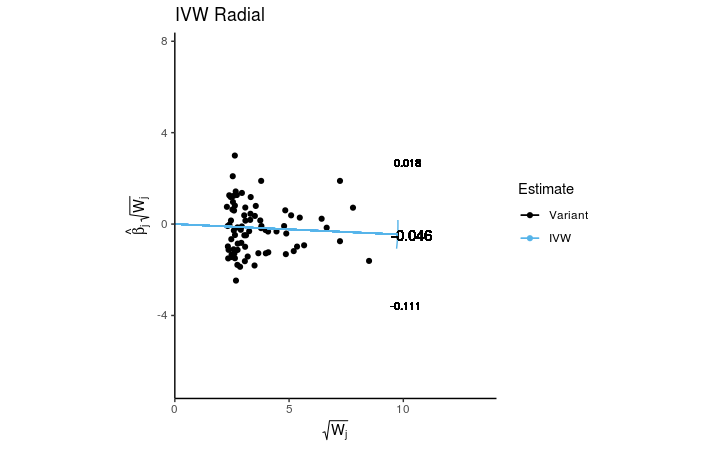 IVW Radial
8
4
0
-4
0.018
-0.046
-0.111
β̂j√Wj
0 5 10
√Wj
Estimate
Variant
IVW